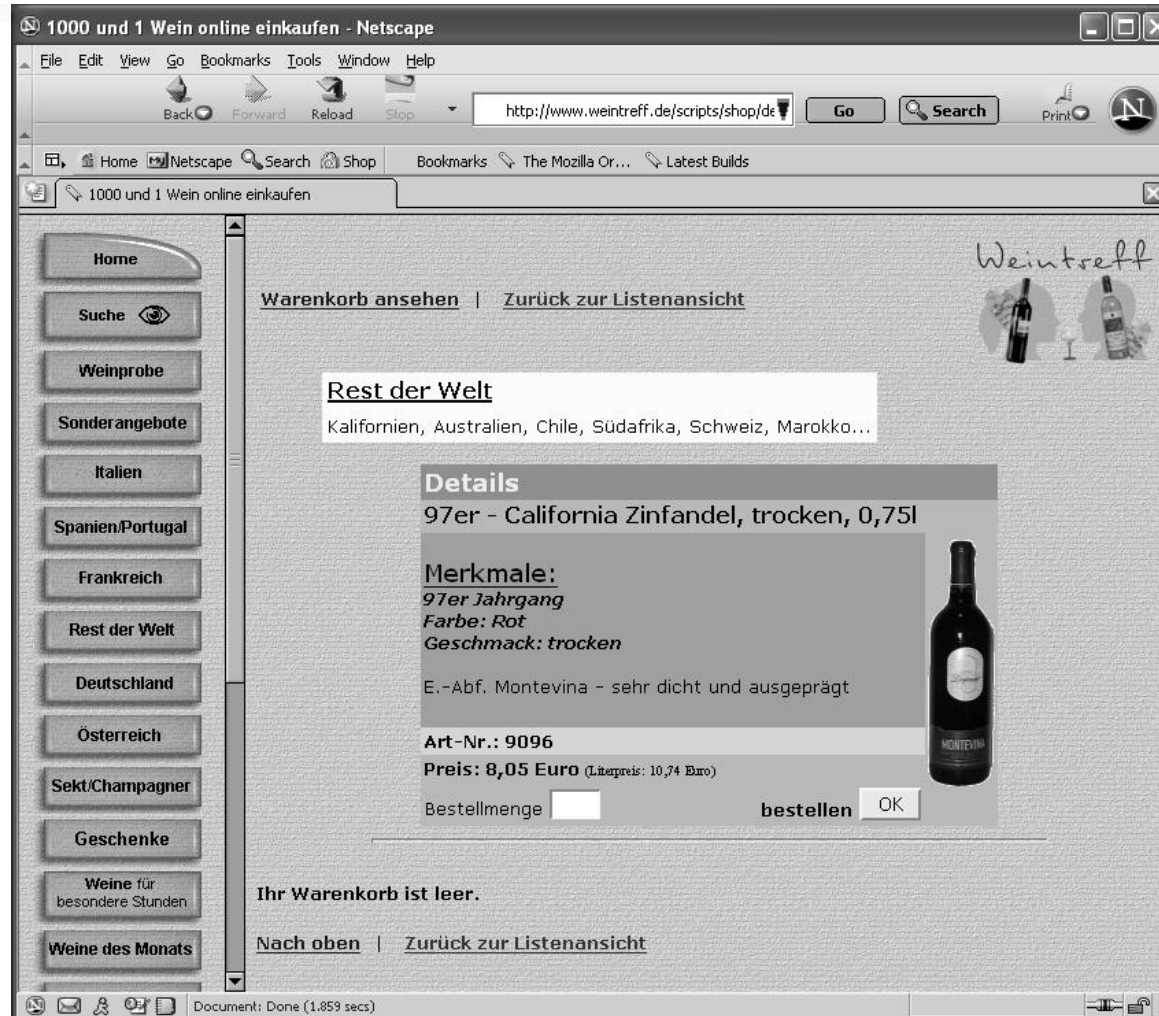 1000 und 1 Wein online einkaufen - Netscape
File Edit View Go Bookmarks Tools Window Help
Back Forward Reload Stop http://www.weintreff.de/scripts/shop/de Go Search Print N
Home Netscape Search Shop Bookmarks The Mozilla Or... Latest Builds
1000 und 1 Wein online einkaufen
Home
Suche
Weinprobe
Sonderangebote
Italien
Spanien/Portugal
Frankreich
Rest der Welt
Deutschland
Österreich
Sekt/Champagner
Geschenke
Weine für
besondere Stunden
Weine des Monats
Weintreff
Warenkorb ansehen | Zurück zur Listenansicht
Rest der Welt
Kalifornien, Australien, Chile, Südafrika, Schweiz, Marokko...
Details
97er - California Zinfandel, trocken, 0,75l
Merkmale:
97er Jahrgang
Farbe: Rot
Geschmack: trocken
E.-Abf. Montevina - sehr dicht und ausgeprägt
MONTEVINA
Art-Nr.: 9096
Preis: 8,05 Euro (Literpreis: 10,74 Euro)
Bestellmenge bestellen OK
Ihr Warenkorb ist leer.
Nach oben | Zurück zur Listenansicht
Document: Done (1.859 secs)